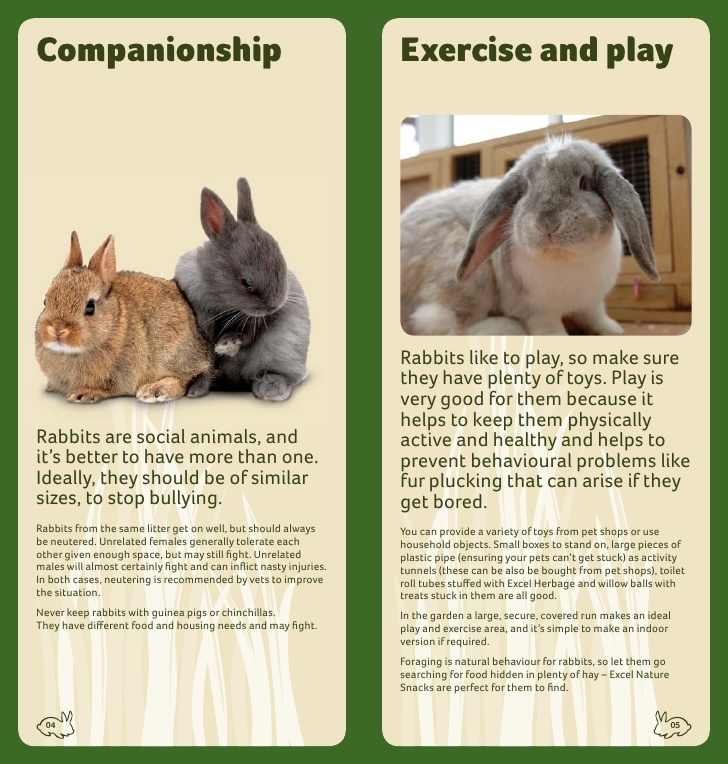 Companionship
Rabbits are social animals, and
it’s better to have more than one.
Ideally, they should be of similar
sizes, to stop bullying.
Rabbits from the same litter get on well, but should always
be neutered. Unrelated females generally tolerate each
other given enough space, but may still fight. Unrelated
males will almost certainly fight and can inflict nasty injuries.
In both cases, neutering is recommended by vets to improve
the situation.
Never keep rabbits with guinea pigs or chinchillas.
They have different food and housing needs and may fight.
04
Exercise and play
Rabbits like to play, so make sure
they have plenty of toys. Play is
very good for them because it
helps to keep them physically
active and healthy and helps to
prevent behavioural problems like
fur plucking that can arise if they
get bored.
You can provide a variety of toys from pet shops or use
household objects. Small boxes to stand on, large pieces of
plastic pipe (ensuring your pets can’t get stuck) as activity
tunnels (these can be also be bought from pet shops), toilet
roll tubes stuffed with Excel Herbage and willow balls with
treats stuck in them are all good.
In the garden a large, secure, covered run makes an ideal
play and exercise area, and it’s simple to make an indoor
version if required.
Foraging is natural behaviour for rabbits, so let them go
searching for food hidden in plenty of hay – Excel Nature
Snacks are perfect for them to find.
05